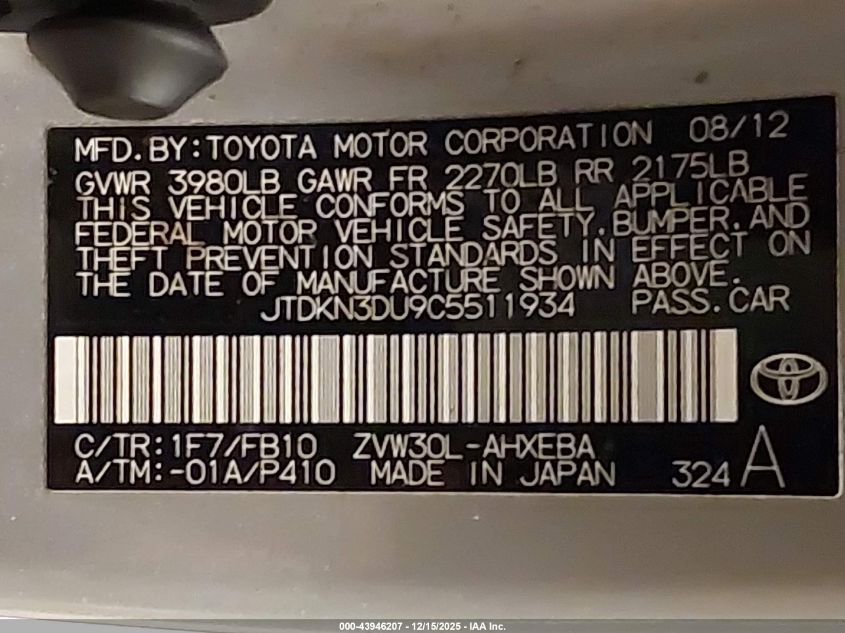 MFD.BY:TOYOTA MOTOR CORPORATION 08/12
GVWR 3980LB GAWR FR 2270LB RR 2175LB
THIS VEHICLE CONFORMS TO ALL APPLICABLE
FEDERAL MOTOR VEHICLE SAFETY, BUMPER, AND
THEFT PREVENTION STANDARDS IN EFFECT ON
THE DATE OF MANUFACTURE SHOWN ABOVE.
JTDKN3DU9C5511934 PASS.CAR
C/TR:1F7/FB10 ZVW30L-AHXEBA
A/TM:-01A/P410 MADE IN JAPAN 324 A
000-43946207 - 12/15/2025 - IAA Inc.